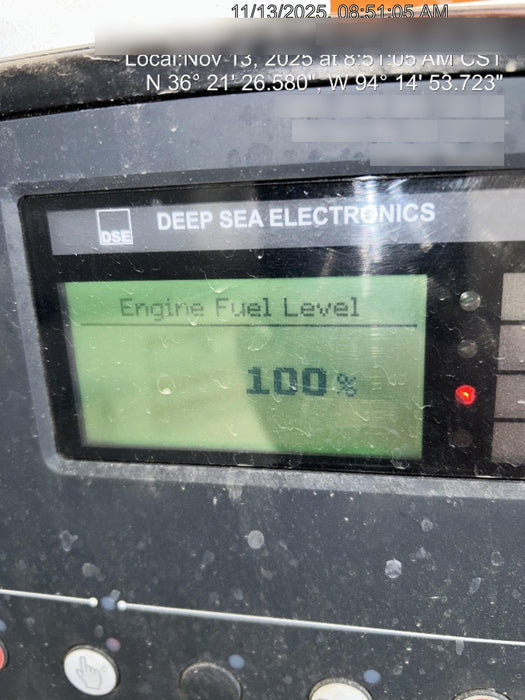 11/13/2025, 08:51:05 AM
Local:Nov 13, 2025 at 8:51:05 AM CST
N 36° 21' 26.580", W 94° 14' 53.723"
DSE
DEEP SEA ELECTRONICS
Engine Fuel Level
100 %